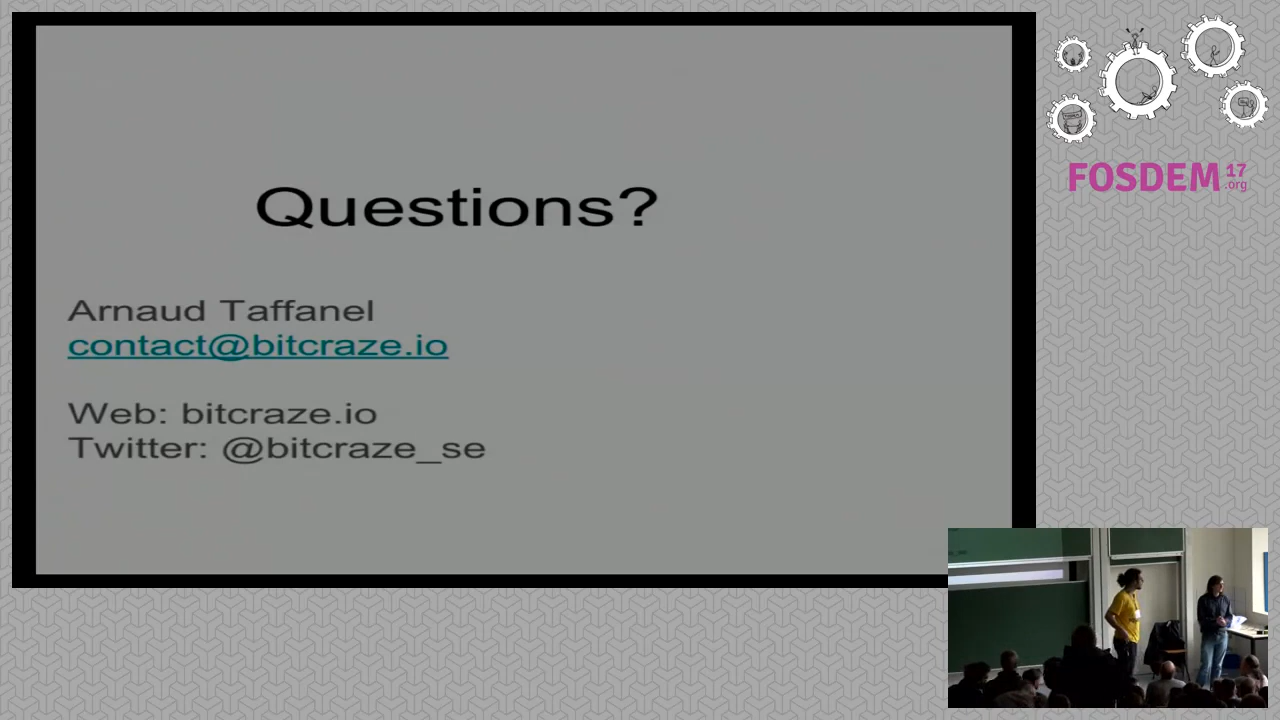 Questions?
Arnaud Taffanel
contact@bitcraze.io
Web: bitcraze.io
Twitter: @bitcraze_se
FOSDEM 17
.org